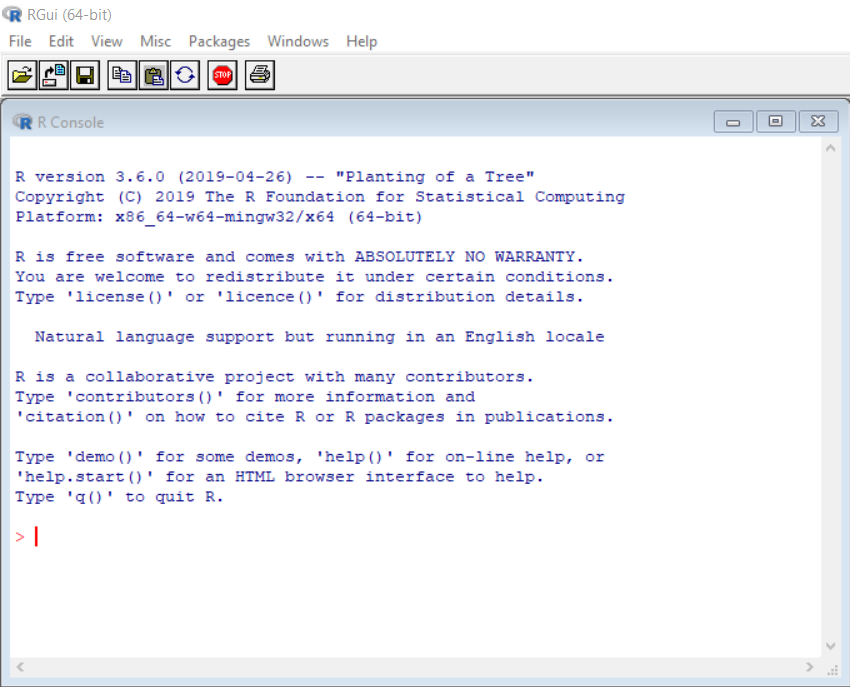 RGui (64-bit)
File Edit View Misc Packages Windows Help
STOP
R Console
R version 3.6.0 (2019-04-26) -- "Planting of a Tree"
Copyright (C) 2019 The R Foundation for Statistical Computing
Platform: x86_64-w64-mingw32/x64 (64-bit)
R is free software and comes with ABSOLUTELY NO WARRANTY.
You are welcome to redistribute it under certain conditions.
Type 'license()' or 'licence()' for distribution details.
Natural language support but running in an English locale
R is a collaborative project with many contributors.
Type 'contributors()' for more information and
'citation()' on how to cite R or R packages in publications.
Type 'demo()' for some demos, 'help()' for on-line help, or
'help.start()' for an HTML browser interface to help.
Type 'q()' to quit R.
>